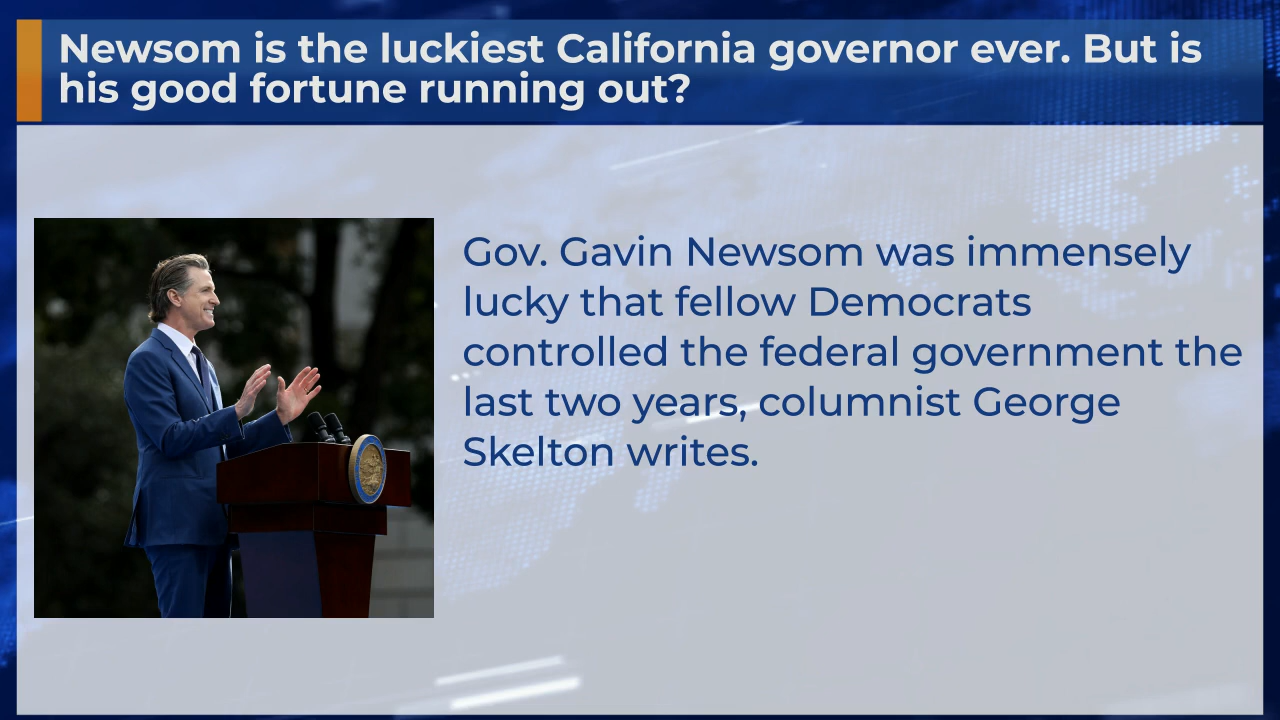 Newsom is the luckiest California governor ever. But is
his good fortune running out?
Gov. Gavin Newsom was immensely
lucky that fellow Democrats
controlled the federal government the
last two years, columnist George
Skelton writes.